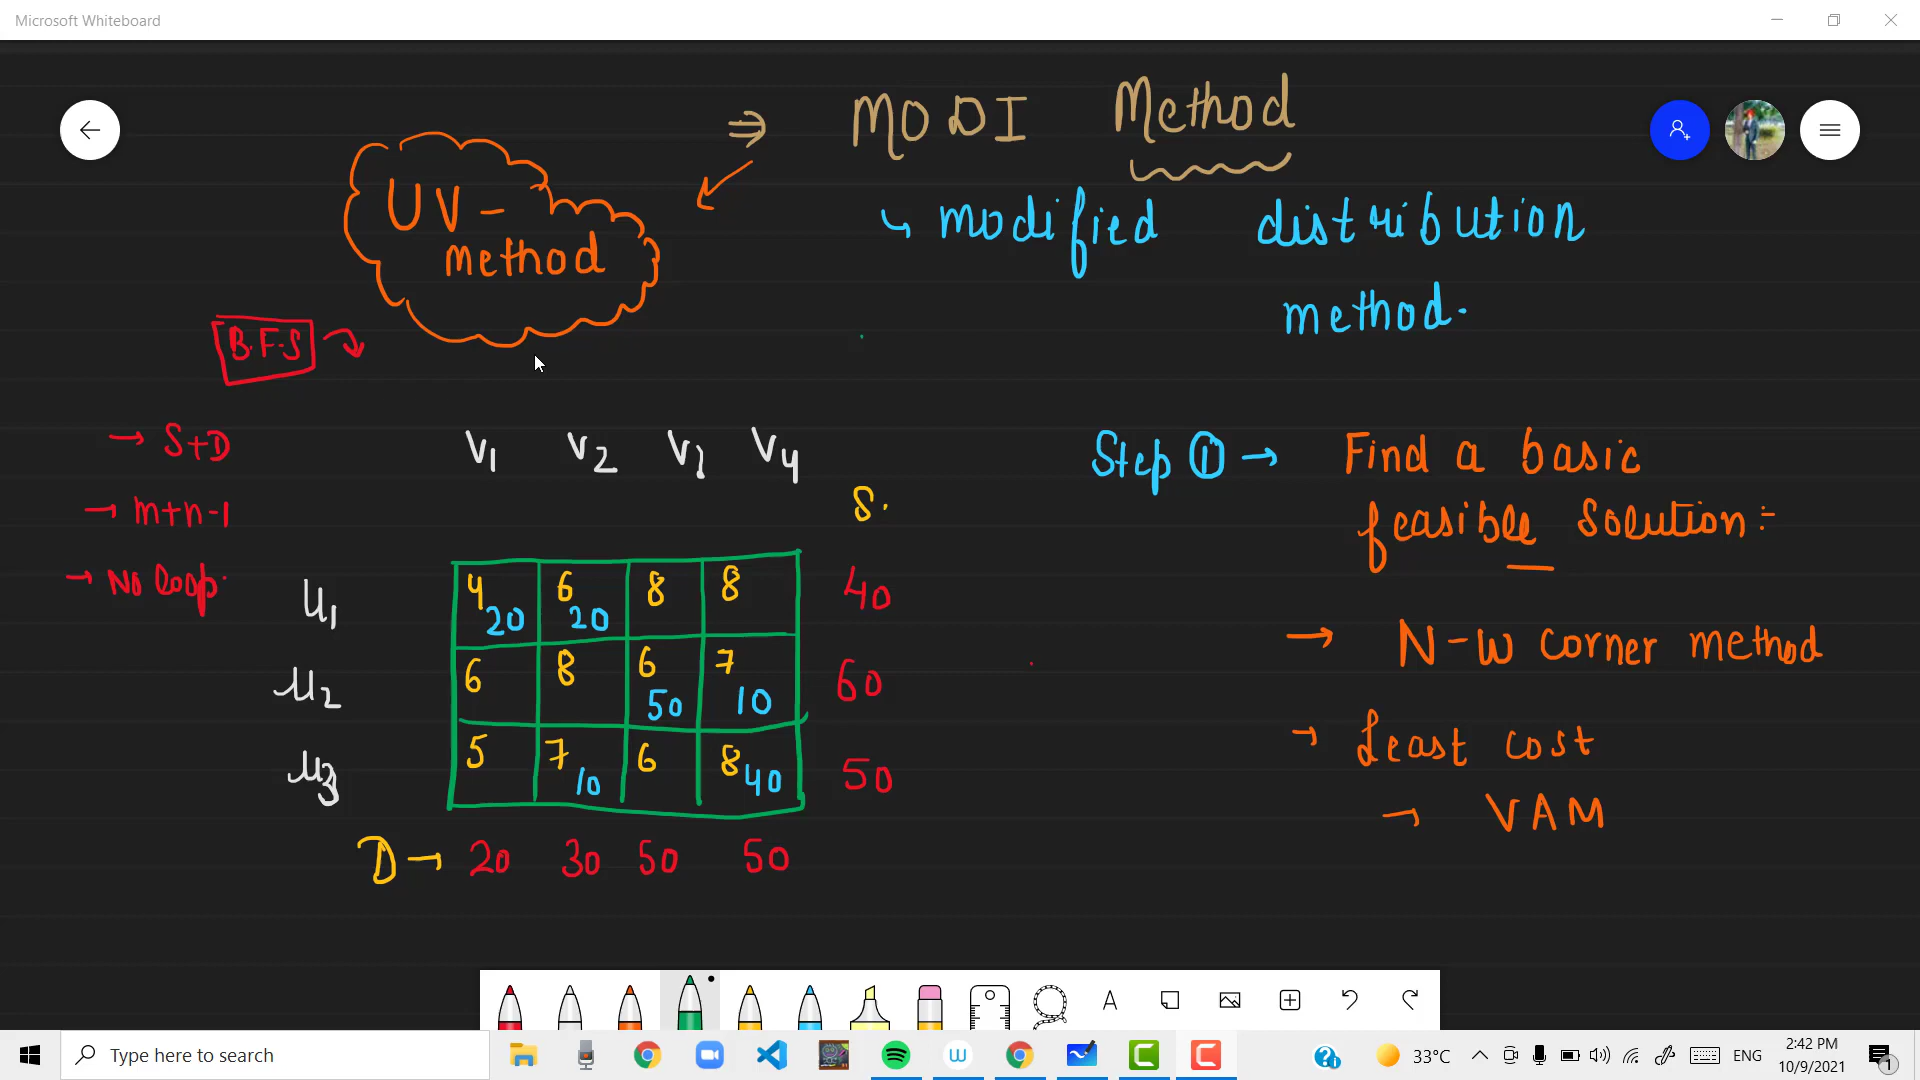 Microsoft Whiteboard
⇒ MODI Method
UV-
method
↳ modified distribution
method.
B.F.S
→ S+D
→ m+n-1
→ No loop.
V1 V2 V3 V4
S.
U1 4 20 6 20 8 8 40
U2 6 8 6 50 7 10 60
U3 5 7 10 6 8 40 50
D → 20 30 50 50
Step ① → Find a basic
feasible solution:
→ N-W corner method
→ Least cost
→ VAM
A
Type here to search
33°C
ENG
2:42 PM
10/9/2021
1